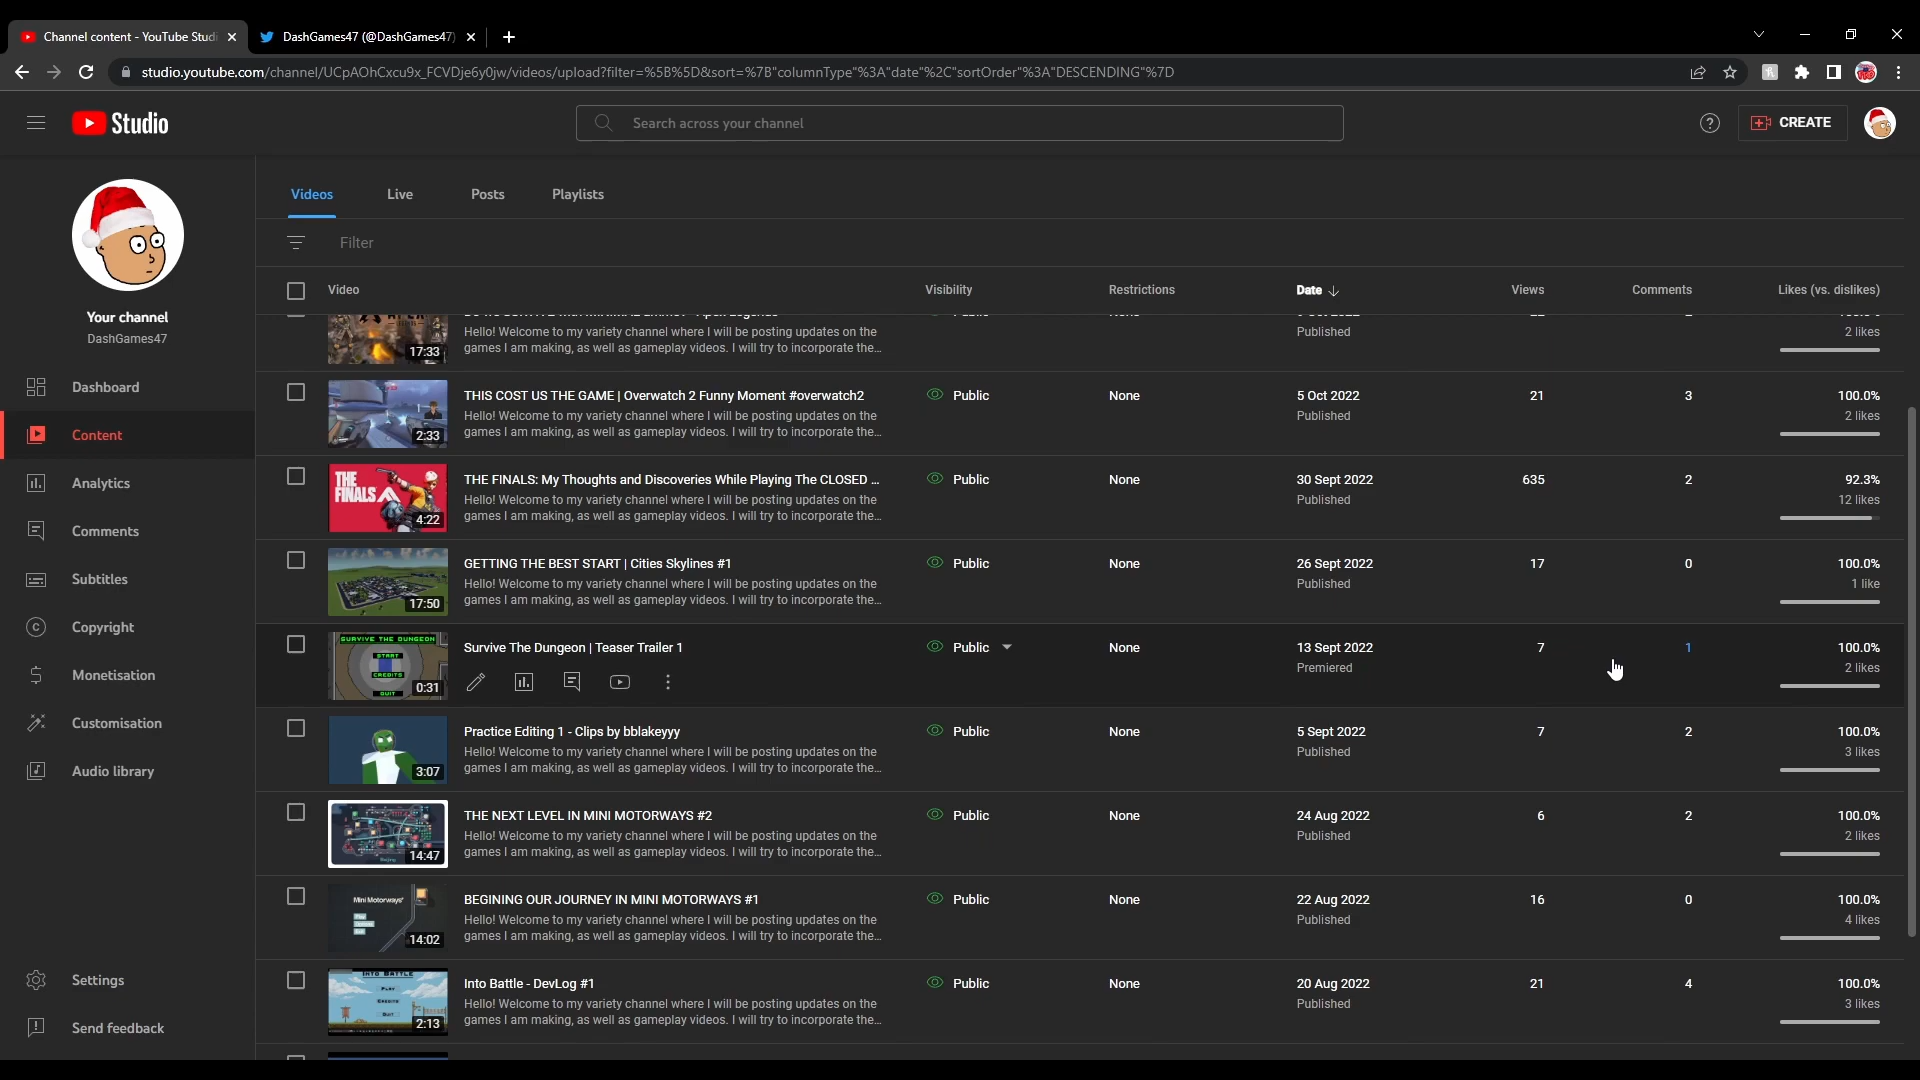 Channel content - YouTube Studi
DashGames47 (@DashGames47)
studio.youtube.com/channel/UCpAOhCxcu9x_FCVDje6y0jw/videos/upload?filter=%5B%5D&sort=%7B"columnType"%3A"date"%2C"sortOrder"%3A"DESCENDING"%7D
Studio
Search across your channel
CREATE
Your channel
DashGames47
Dashboard
Content
Analytics
Comments
Subtitles
Copyright
Monetisation
Customisation
Audio library
Settings
Send feedback
Videos Live Posts Playlists
Filter
Video Visibility Restrictions Date Views Comments Likes (vs. dislikes)
Hello! Welcome to my variety channel where I will be posting updates on the Published 2 likes
17:33 games I am making, as well as gameplay videos. I will try to incorporate the...
THIS COST US THE GAME | Overwatch 2 Funny Moment #overwatch2 Public None 5 Oct 2022 21 3 100.0%
Hello! Welcome to my variety channel where I will be posting updates on the Published 2 likes
2:33 games I am making, as well as gameplay videos. I will try to incorporate the...
THE FINALS THE FINALS: My Thoughts and Discoveries While Playing The CLOSED ... Public None 30 Sept 2022 635 2 92.3%
Hello! Welcome to my variety channel where I will be posting updates on the Published 12 likes
4:22 games I am making, as well as gameplay videos. I will try to incorporate the...
GETTING THE BEST START | Cities Skylines #1 Public None 26 Sept 2022 17 0 100.0%
Hello! Welcome to my variety channel where I will be posting updates on the Published 1 like
17:50 games I am making, as well as gameplay videos. I will try to incorporate the...
SURVIVE THE DUNGEON START CREDITS QUIT Survive The Dungeon | Teaser Trailer 1 Public None 13 Sept 2022 7 1 100.0%
0:31 Premiered 2 likes
Practice Editing 1 - Clips by bblakeyyy Public None 5 Sept 2022 7 2 100.0%
Hello! Welcome to my variety channel where I will be posting updates on the Published 3 likes
3:07 games I am making, as well as gameplay videos. I will try to incorporate the...
THE NEXT LEVEL IN MINI MOTORWAYS #2 Public None 24 Aug 2022 6 2 100.0%
Hello! Welcome to my variety channel where I will be posting updates on the Published 2 likes
14:47 games I am making, as well as gameplay videos. I will try to incorporate the...
Mini Motorways BEGINING OUR JOURNEY IN MINI MOTORWAYS #1 Public None 22 Aug 2022 16 0 100.0%
Hello! Welcome to my variety channel where I will be posting updates on the Published 4 likes
14:02 games I am making, as well as gameplay videos. I will try to incorporate the...
INTO BATTLE PLAY CREDITS QUIT Into Battle - DevLog #1 Public None 20 Aug 2022 21 4 100.0%
Hello! Welcome to my variety channel where I will be posting updates on the Published 3 likes
2:13 games I am making, as well as gameplay videos. I will try to incorporate the...